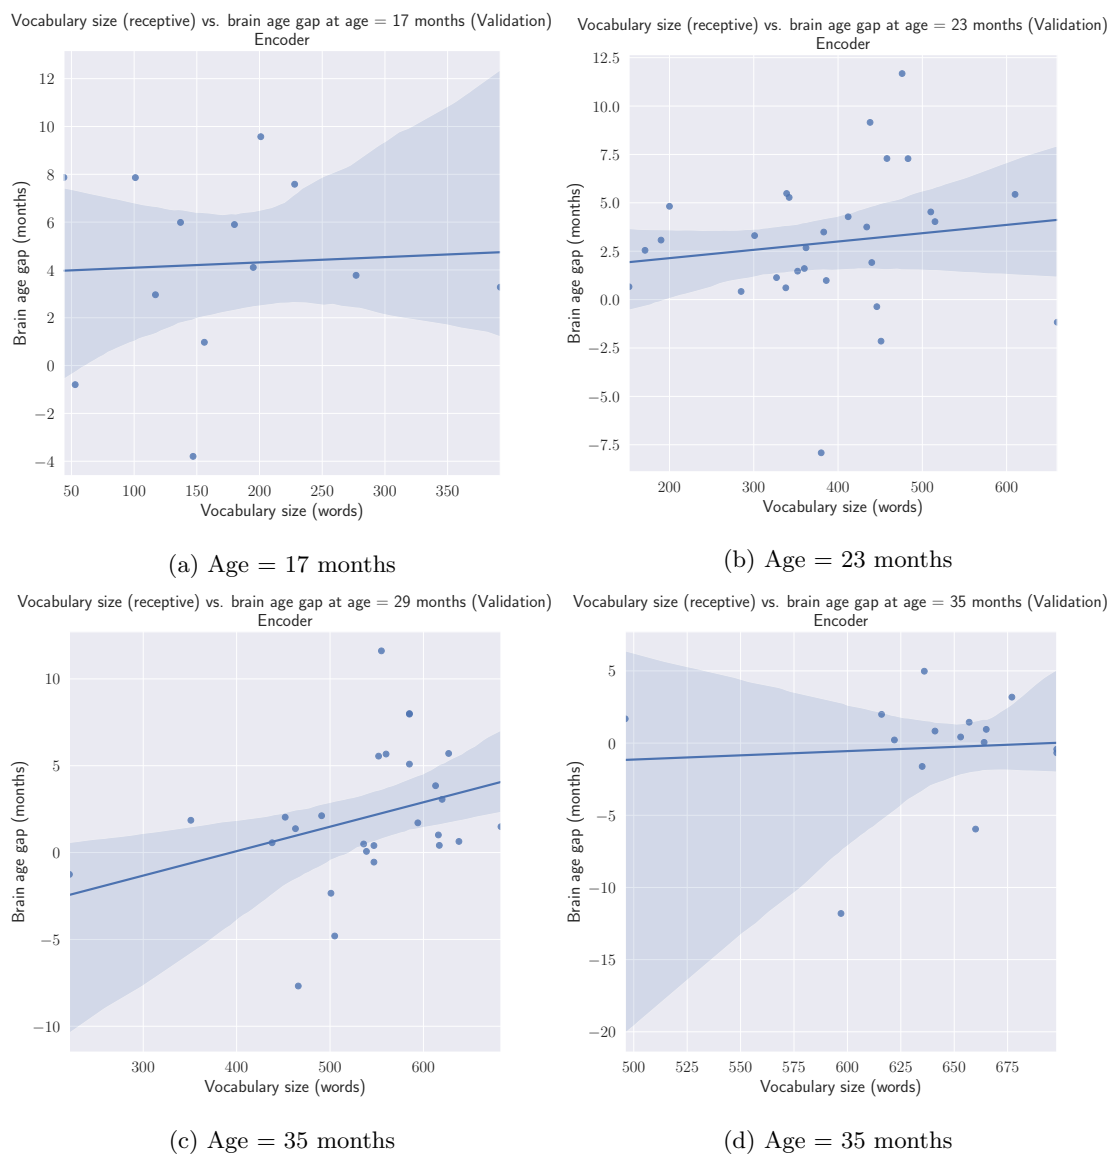 Vocabulary size (receptive) vs. brain age gap at age = 17 months (Validation)
Encoder
12
10
8
6
4
2
0
−2
−4
Brain age gap (months)
50 100 150 200 250 300 350
Vocabulary size (words)
(a) Age = 17 months
Vocabulary size (receptive) vs. brain age gap at age = 23 months (Validation)
Encoder
12.5
10.0
7.5
5.0
2.5
0.0
−2.5
−5.0
−7.5
Brain age gap (months)
200 300 400 500 600
Vocabulary size (words)
(b) Age = 23 months
Vocabulary size (receptive) vs. brain age gap at age = 29 months (Validation)
Encoder
10
5
0
−5
−10
Brain age gap (months)
300 400 500 600
Vocabulary size (words)
(c) Age = 35 months
Vocabulary size (receptive) vs. brain age gap at age = 35 months (Validation)
Encoder
5
0
−5
−10
−15
−20
Brain age gap (months)
500 525 550 575 600 625 650 675
Vocabulary size (words)
(d) Age = 35 months